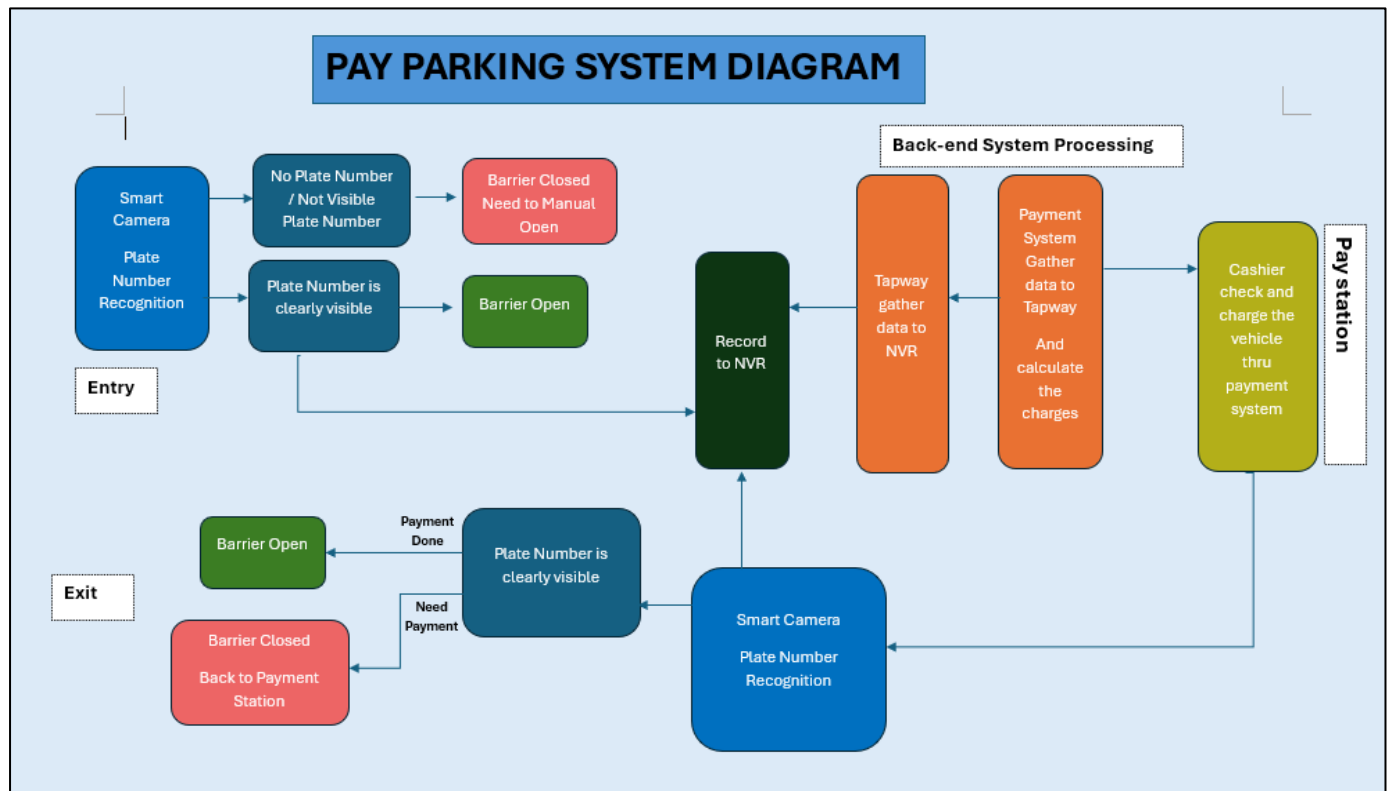 PAY PARKING SYSTEM DIAGRAM
Back-end System Processing
Smart
Camera
Plate
Number
Recognition
No Plate Number
/ Not Visible
Plate Number
Barrier Closed
Need to Manual
Open
Plate Number is
clearly visible
Barrier Open
Entry
Record
to NVR
Tapway
gather
data to
NVR
Payment
System
Gather
data to
Tapway
And
calculate
the
charges
Cashier
check and
charge the
vehicle
thru
payment
system
Pay station
Exit
Barrier Open
Payment
Done
Need
Payment
Barrier Closed
Back to Payment
Station
Plate Number is
clearly visible
Smart Camera
Plate Number
Recognition